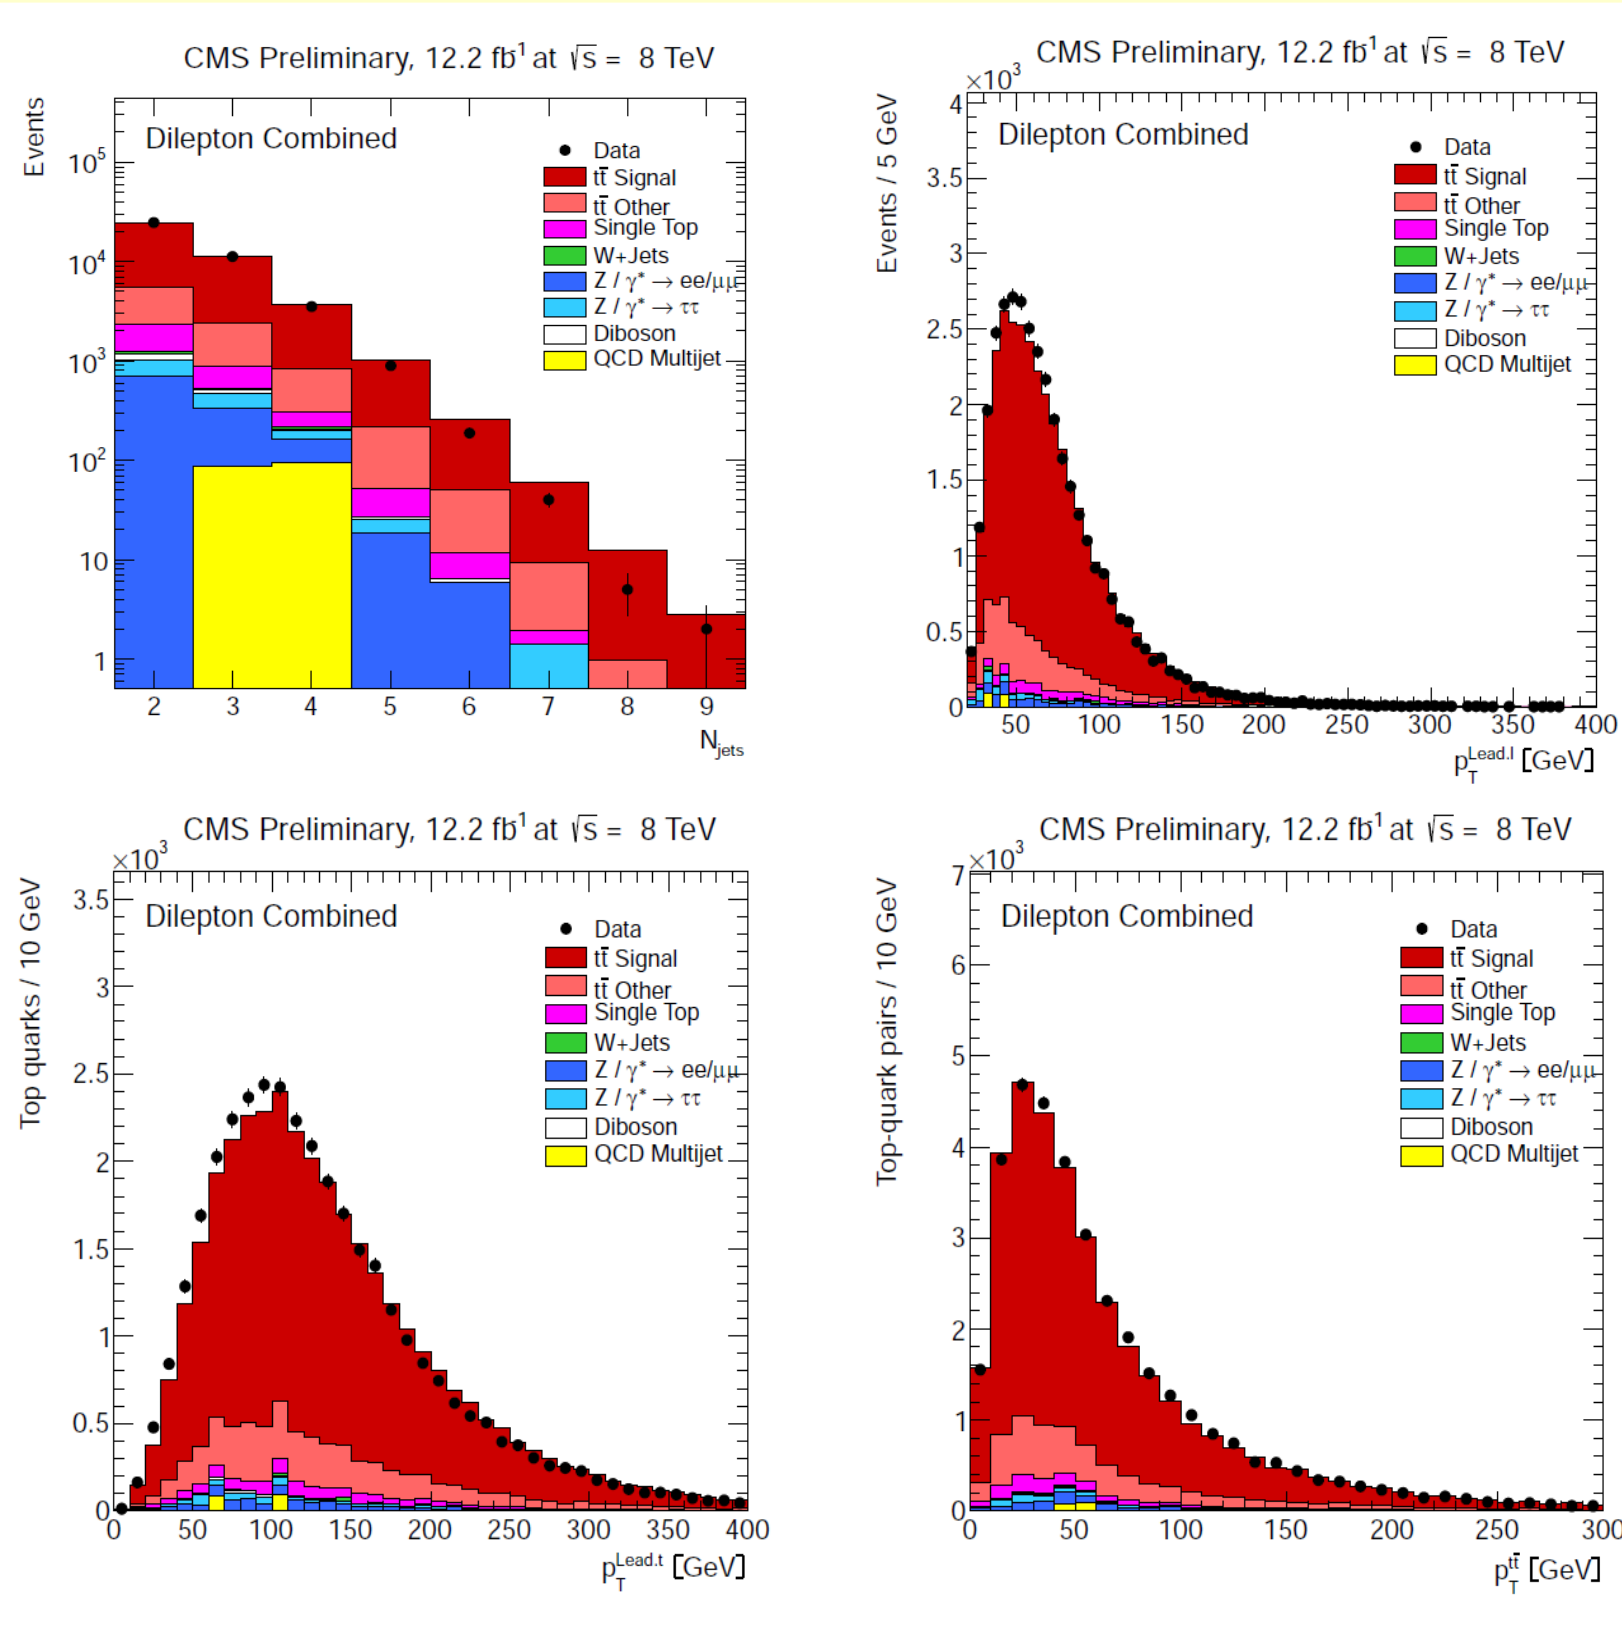 CMS Preliminary, 12.2 fb⁻¹ at √s = 8 TeV
Events
Dilepton Combined
Data
tt̄ Signal
tt̄ Other
Single Top
W+Jets
Z / γ* → ee/μμ
Z / γ* → ττ
Diboson
QCD Multijet
10⁵
10⁴
10³
10²
10
1
2 3 4 5 6 7 8 9
N_jets
CMS Preliminary, 12.2 fb⁻¹ at √s = 8 TeV
×10³
Events / 5 GeV
Dilepton Combined
Data
tt̄ Signal
tt̄ Other
Single Top
W+Jets
Z / γ* → ee/μμ
Z / γ* → ττ
Diboson
QCD Multijet
4
3.5
3
2.5
2
1.5
1
0.5
0
50 100 150 200 250 300 350 400
p_T^Lead.l [GeV]
CMS Preliminary, 12.2 fb⁻¹ at √s = 8 TeV
×10³
Top quarks / 10 GeV
Dilepton Combined
Data
tt̄ Signal
tt̄ Other
Single Top
W+Jets
Z / γ* → ee/μμ
Z / γ* → ττ
Diboson
QCD Multijet
3.5
3
2.5
2
1.5
1
0.5
0
0 50 100 150 200 250 300 350 400
p_T^Lead.t [GeV]
CMS Preliminary, 12.2 fb⁻¹ at √s = 8 TeV
×10³
Top-quark pairs / 10 GeV
Dilepton Combined
Data
tt̄ Signal
tt̄ Other
Single Top
W+Jets
Z / γ* → ee/μμ
Z / γ* → ττ
Diboson
QCD Multijet
7
6
5
4
3
2
1
0
0 50 100 150 200 250 300
p_T^tt̄ [GeV]